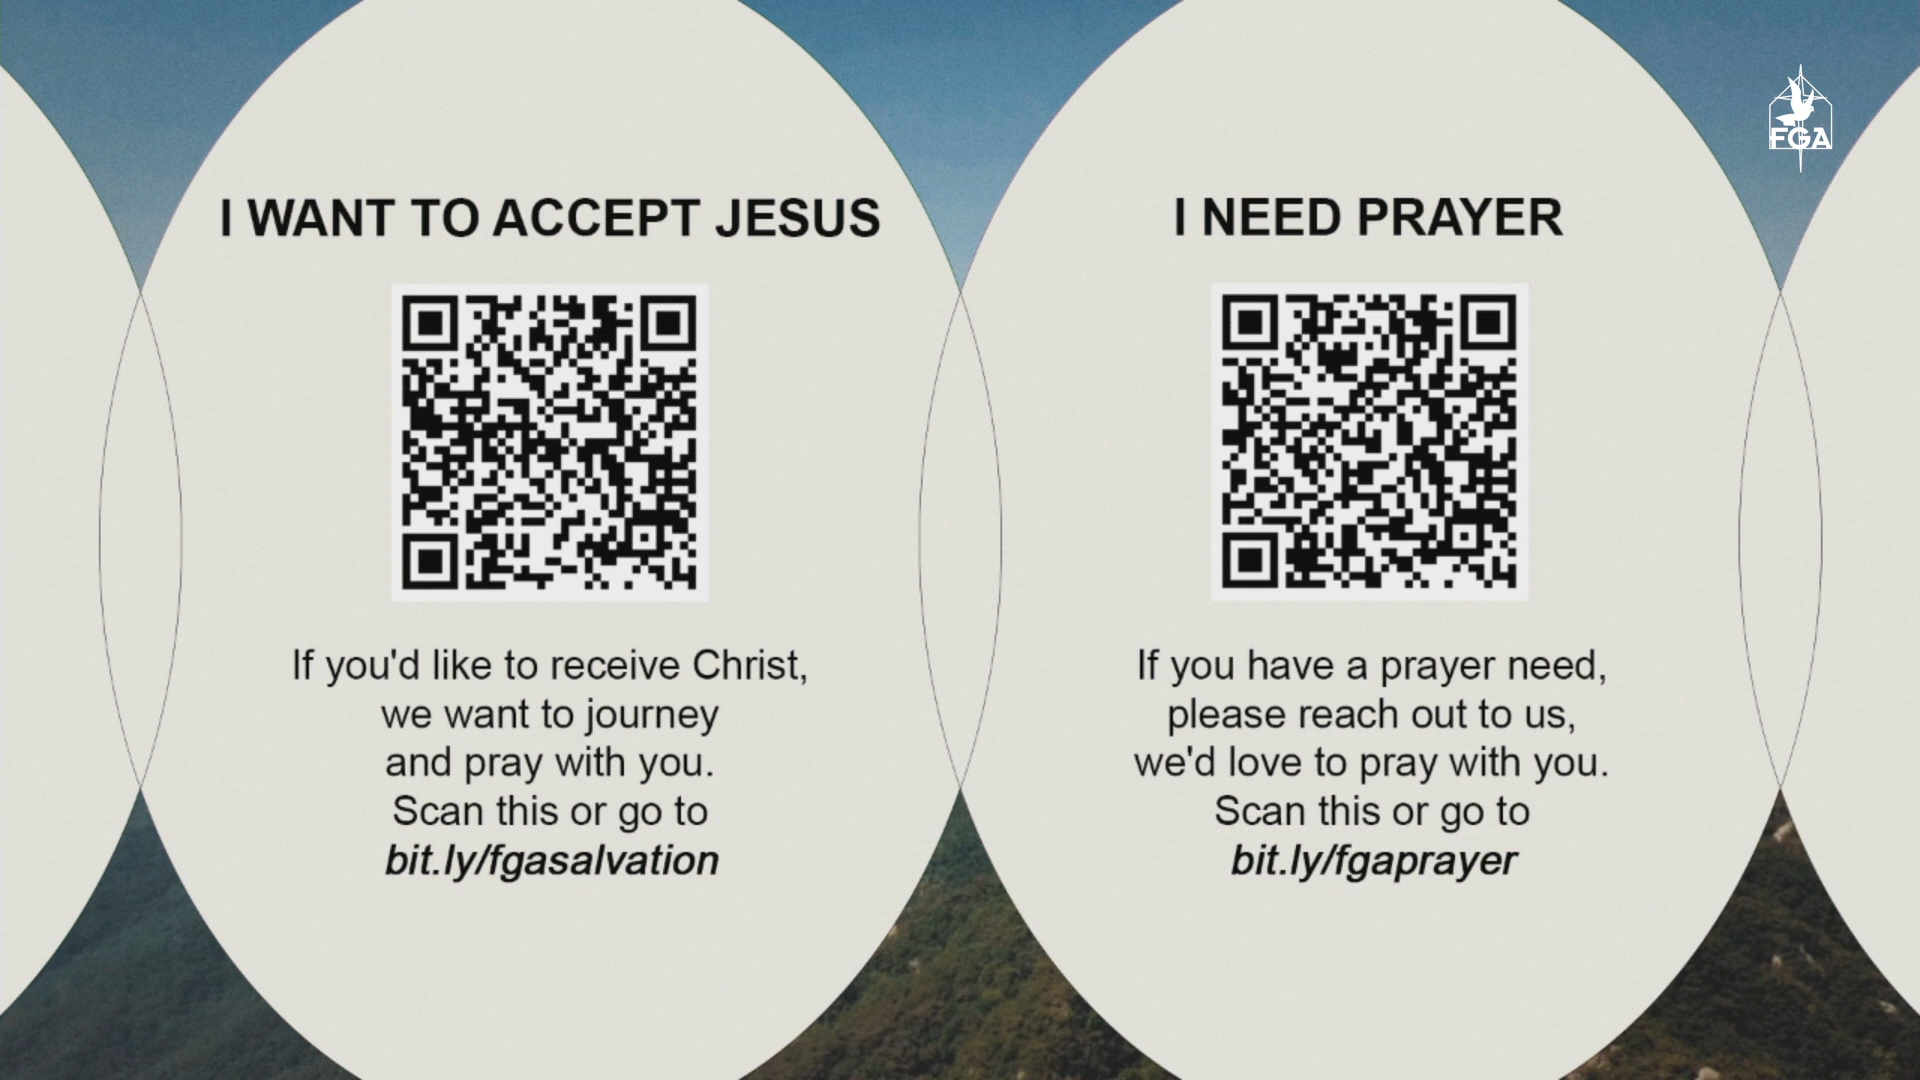 FGA
I WANT TO ACCEPT JESUS
If you'd like to receive Christ,
we want to journey
and pray with you.
Scan this or go to
bit.ly/fgasalvation
I NEED PRAYER
If you have a prayer need,
please reach out to us,
we'd love to pray with you.
Scan this or go to
bit.ly/fgaprayer